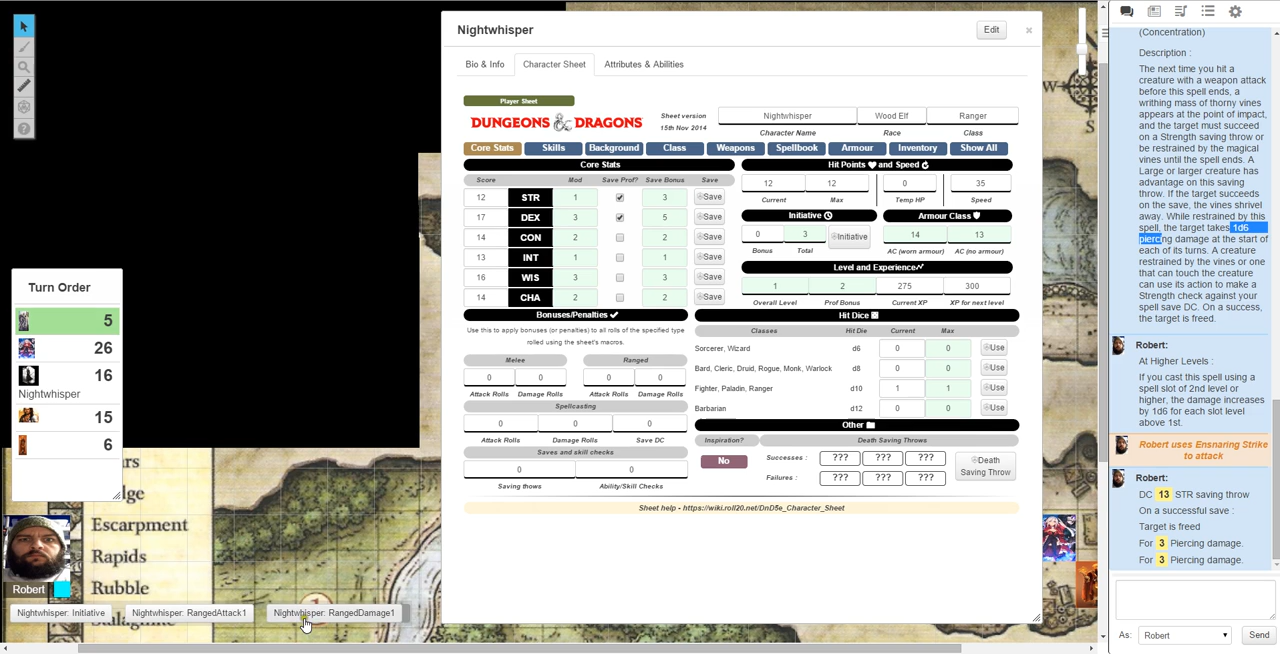 Nightwhisper
Edit
×
Bio & Info
Character Sheet
Attributes & Abilities
Player Sheet
DUNGEONS & DRAGONS
Sheet version
15th Nov 2014
Nightwhisper
Wood Elf
Ranger
Character Name
Race
Class
Core Stats
Skills
Background
Class
Weapons
Spellbook
Armour
Inventory
Show All
Core Stats
Score Mod Save Prof? Save Bonus Save
12 STR 1 3 Save
17 DEX 3 5 Save
14 CON 2 2 Save
13 INT 1 1 Save
16 WIS 3 3 Save
14 CHA 2 2 Save
Bonuses/Penalties
Use this to apply bonuses (or penalties) to all rolls of the specified type
rolled using the sheet's macros.
Melee Ranged
0 0 0 0
Attack Rolls Damage Rolls Attack Rolls Damage Rolls
Spellcasting
0 0 0
Attack Rolls Damage Rolls Save DC
Saves and skill checks
0 0
Saving thows Ability/Skill Checks
Hit Points and Speed
12 12 0 35
Current Max Temp HP Speed
Initiative
Armour Class
0 3 Initiative 14 13
Bonus Total AC (worn armour) AC (no armour)
Level and Experience
1 2 275 300
Overall Level Prof Bonus Current XP XP for next level
Hit Dice
Classes Hit Die Current Max
Sorcerer, Wizard d6 0 0 Use
Bard, Cleric, Druid, Rogue, Monk, Warlock d8 0 0 Use
Fighter, Paladin, Ranger d10 1 1 Use
Barbarian d12 0 0 Use
Other
Inspiration? Death Saving Throws
No
Successes : ??? ??? ???
Failures : ??? ??? ???
Death
Saving Throw
Sheet help - https://wiki.roll20.net/DnD5e_Character_Sheet
Turn Order
5
26
16
Nightwhisper
15
6
Escarpment
Rapids
Rubble
Robert
Nightwhisper: Initiative
Nightwhisper: RangedAttack1
Nightwhisper: RangedDamage1
W
S
(Concentration)
Description :
The next time you hit a
creature with a weapon attack
before this spell ends, a
writhing mass of thorny vines
appears at the point of impact,
and the target must succeed
on a Strength saving throw or
be restrained by the magical
vines until the spell ends. A
Large or larger creature has
advantage on this saving
throw. If the target succeeds
on the save, the vines shrivel
away. While restrained by this
spell, the target takes 1d6
piercing damage at the start of
each of its turns. A creature
restrained by the vines or one
that can touch the creature
can use its action to make a
Strength check against your
spell save DC. On a success,
the target is freed.
Robert:
At Higher Levels :
If you cast this spell using a
spell slot of 2nd level or
higher, the damage increases
by 1d6 for each slot level
above 1st.
Robert uses Ensnaring Strike
to attack
Robert:
DC 13 STR saving throw
On a successful save :
Target is freed
For 3 Piercing damage.
For 3 Piercing damage.
As: Robert
Send